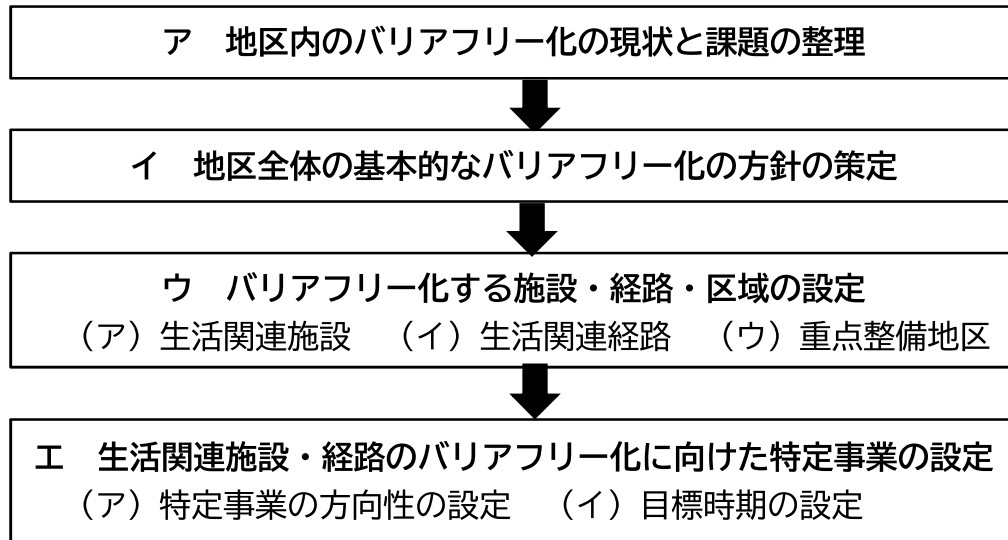 ア　地区内のバリアフリー化の現状と課題の整理
イ　地区全体の基本的なバリアフリー化の方針の策定
ウ　バリアフリー化する施設・経路・区域の設定
（ア）生活関連施設　（イ）生活関連経路　（ウ）重点整備地区
エ　生活関連施設・経路のバリアフリー化に向けた特定事業の設定
（ア）特定事業の方向性の設定　（イ）目標時期の設定